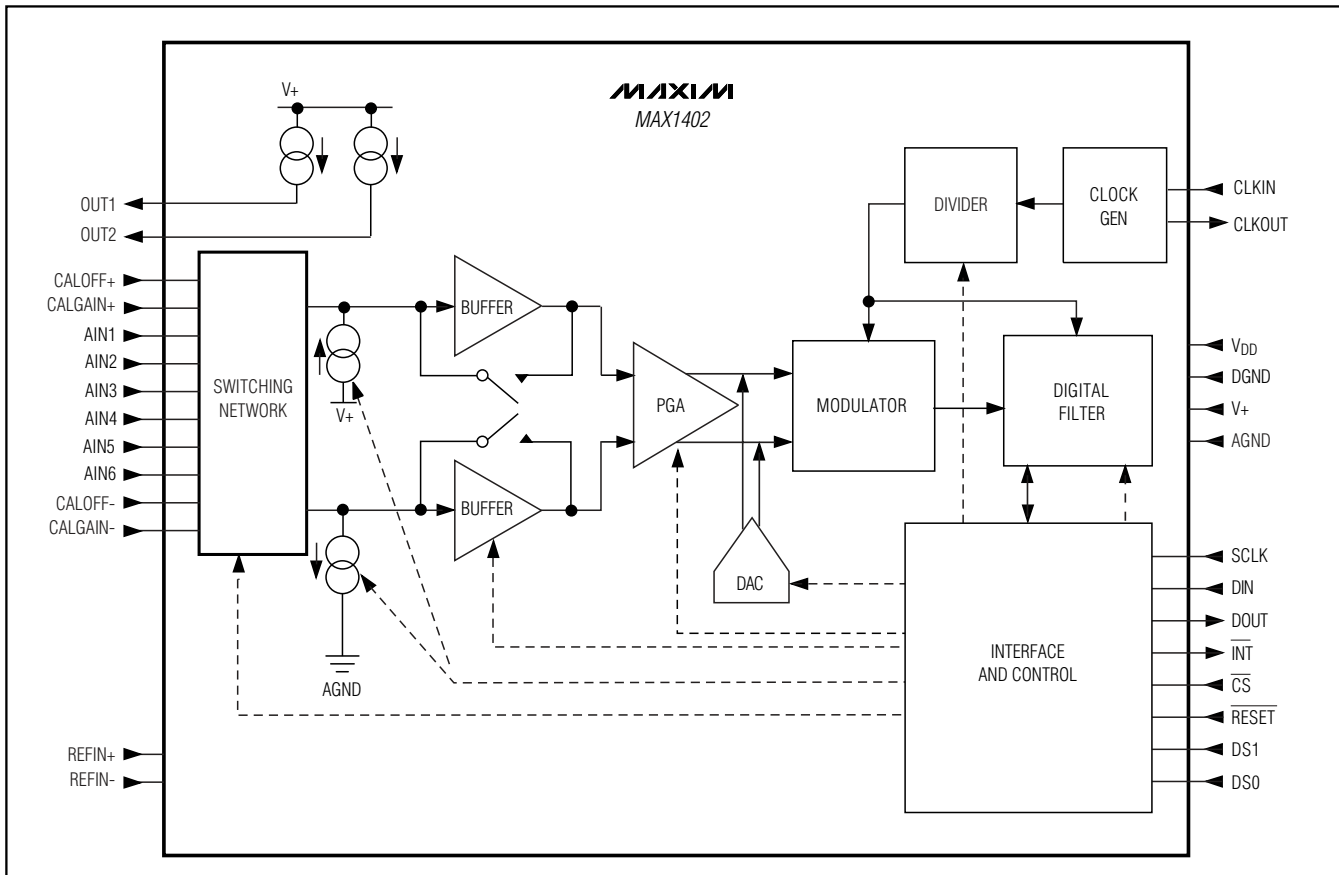 MAXIM
MAX1402
V+
OUT1
OUT2
CALOFF+
CALGAIN+
AIN1
AIN2
AIN3
AIN4
AIN5
AIN6
CALOFF-
CALGAIN-
REFIN+
REFIN-
SWITCHING
NETWORK
V+
AGND
BUFFER
BUFFER
PGA
DAC
MODULATOR
DIVIDER
CLOCK
GEN
DIGITAL
FILTER
INTERFACE
AND CONTROL
CLKIN
CLKOUT
VDD
DGND
V+
AGND
SCLK
DIN
DOUT
INT
CS
RESET
DS1
DS0